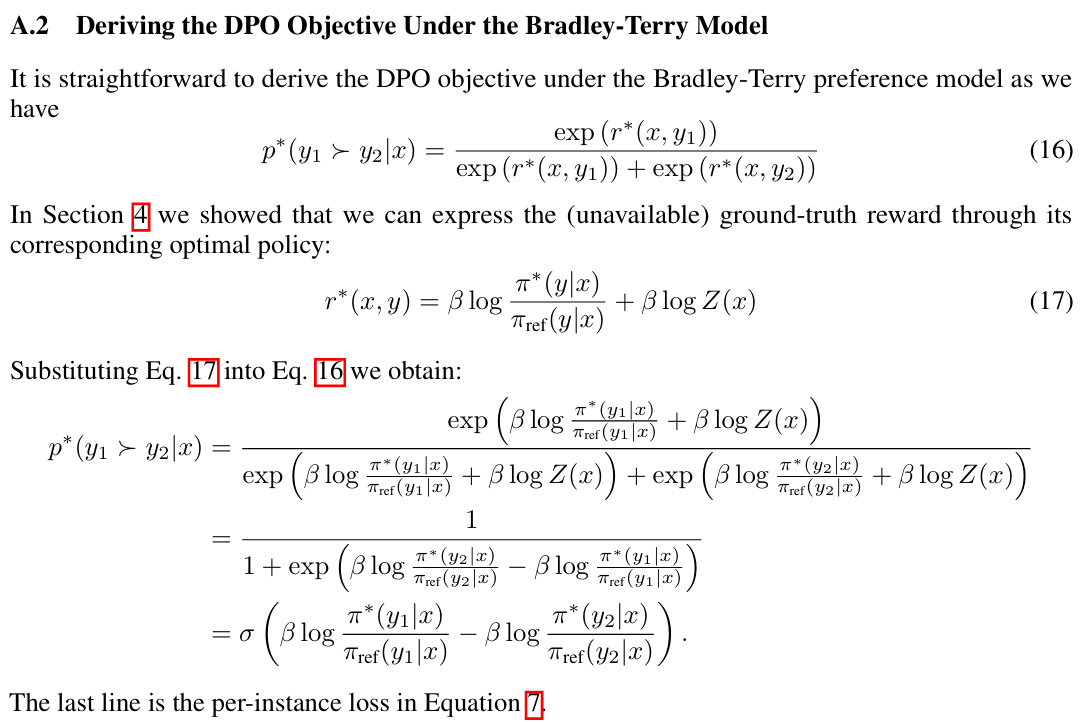 A.2 Deriving the DPO Objective Under the Bradley-Terry Model
It is straightforward to derive the DPO objective under the Bradley-Terry preference model as we
have
$$p^*(y_1 \succ y_2|x) = \frac{\exp(r^*(x, y_1))}{\exp(r^*(x, y_1)) + \exp(r^*(x, y_2))}$$ (16)
In Section 4 we showed that we can express the (unavailable) ground-truth reward through its
corresponding optimal policy:
$$r^*(x, y) = \beta \log \frac{\pi^*(y|x)}{\pi_{\text{ref}}(y|x)} + \beta \log Z(x)$$ (17)
Substituting Eq. 17 into Eq. 16 we obtain:
$$p^*(y_1 \succ y_2|x) = \frac{\exp\left(\beta \log \frac{\pi^*(y_1|x)}{\pi_{\text{ref}}(y_1|x)} + \beta \log Z(x)\right)}{\exp\left(\beta \log \frac{\pi^*(y_1|x)}{\pi_{\text{ref}}(y_1|x)} + \beta \log Z(x)\right) + \exp\left(\beta \log \frac{\pi^*(y_2|x)}{\pi_{\text{ref}}(y_2|x)} + \beta \log Z(x)\right)}$$
$$= \frac{1}{1 + \exp\left(\beta \log \frac{\pi^*(y_2|x)}{\pi_{\text{ref}}(y_2|x)} - \beta \log \frac{\pi^*(y_1|x)}{\pi_{\text{ref}}(y_1|x)}\right)}$$
$$= \sigma\left(\beta \log \frac{\pi^*(y_1|x)}{\pi_{\text{ref}}(y_1|x)} - \beta \log \frac{\pi^*(y_2|x)}{\pi_{\text{ref}}(y_2|x)}\right).$$
The last line is the per-instance loss in Equation 7.